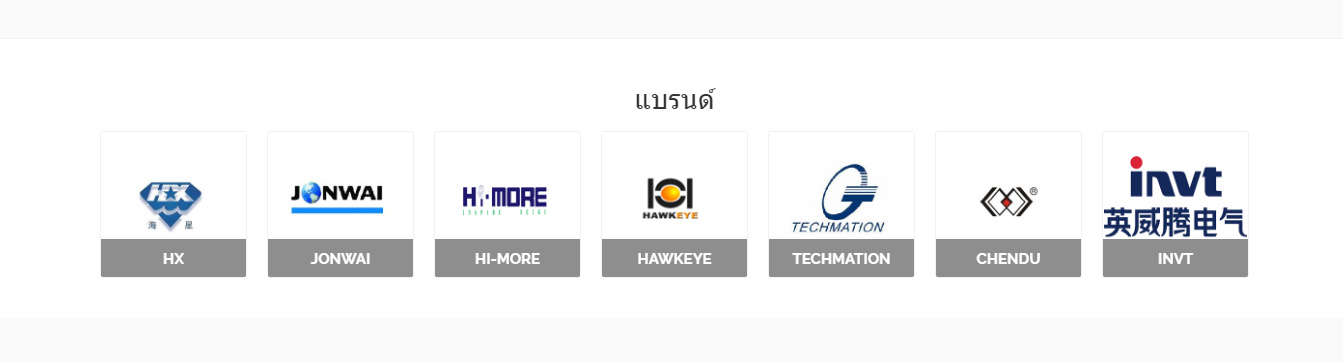 แบรนด์
HX
海 星
HX
JONWAI
JONWAI
HI-MORE
HI-MORE
HAWKEYE
HAWKEYE
TECHMATION
TECHMATION
®
CHENDU
invt
英威腾电气
INVT